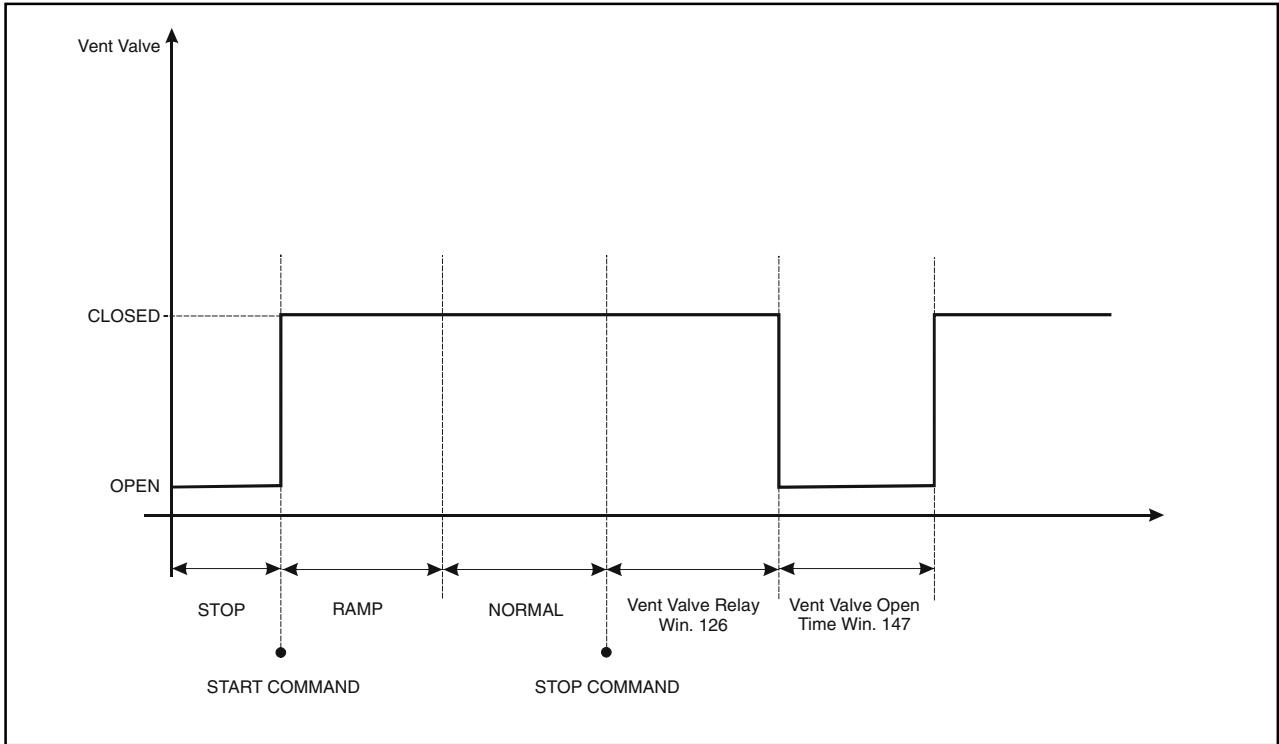 Vent Valve
CLOSED
OPEN
STOP
RAMP
NORMAL
Vent Valve Relay
Win. 126
Vent Valve Open
Time Win. 147
START COMMAND
STOP COMMAND